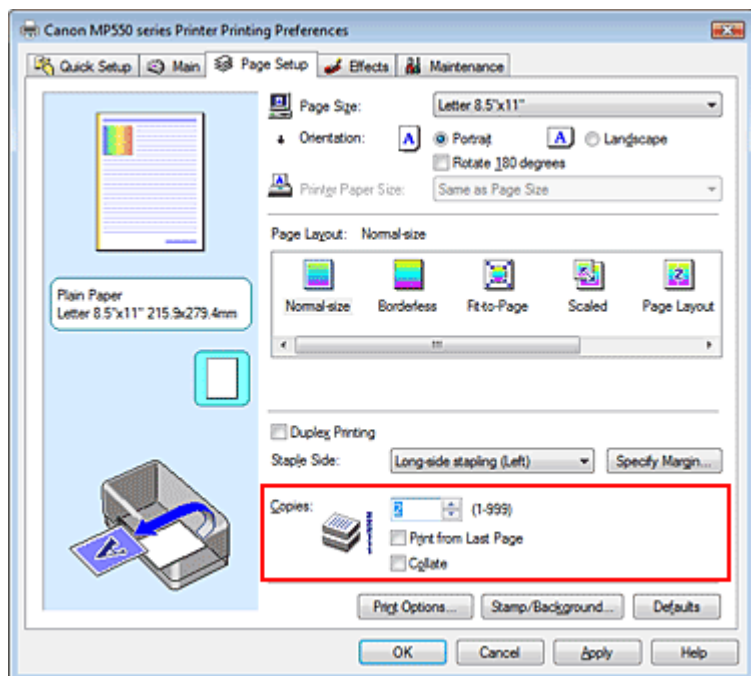 Canon MP550 series Printer Printing Preferences
Quick Setup Main Page Setup Effects Maintenance
Page Size: Letter 8.5"x11"
Orientation: A Portrait A Landscape
Rotate 180 degrees
Printer Paper Size: Same as Page Size
Page Layout: Normal-size
Normal-size Borderless Fit-to-Page Scaled Page Layout
Plain Paper
Letter 8.5"x11" 215.9x279.4mm
Duplex Printing
Staple Side: Long-side stapling (Left) Specify Margin...
Copies: 2 (1-999)
Print from Last Page
Collate
Print Options... Stamp/Background... Defaults
OK Cancel Apply Help